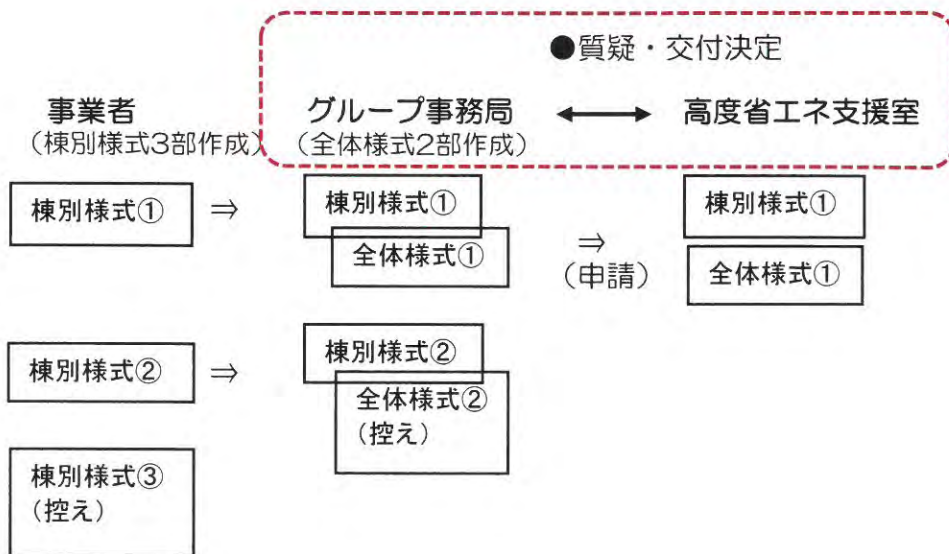 ●質疑・交付決定
事業者
グループ事務局 ⟷ 高度省エネ支援室
(棟別様式3部作成)
(全体様式2部作成)
棟別様式① ⇒
棟別様式①
棟別様式①
全体様式①
⇒
(申請)
全体様式①
棟別様式② ⇒
棟別様式②
全体様式②
(控え)
棟別様式③
(控え)